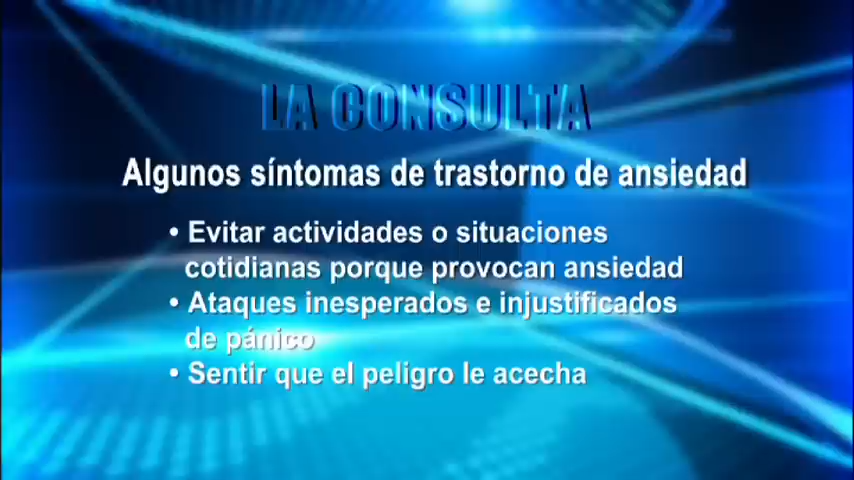 LA CONSULTA
Algunos síntomas de trastorno de ansiedad
• Evitar actividades o situaciones
cotidianas porque provocan ansiedad
• Ataques inesperados e injustificados
de pánico
• Sentir que el peligro le acecha